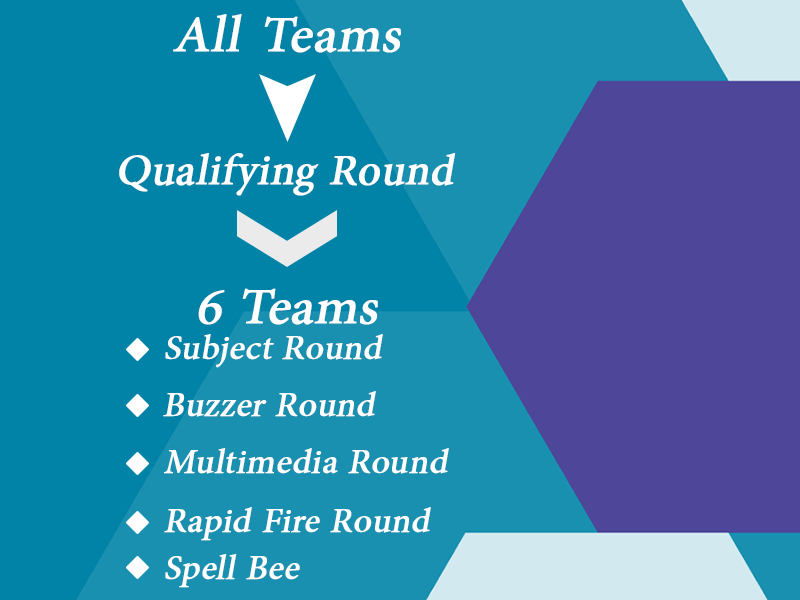 All Teams
Qualifying Round
6 Teams
Subject Round
Buzzer Round
Multimedia Round
Rapid Fire Round
Spell Bee